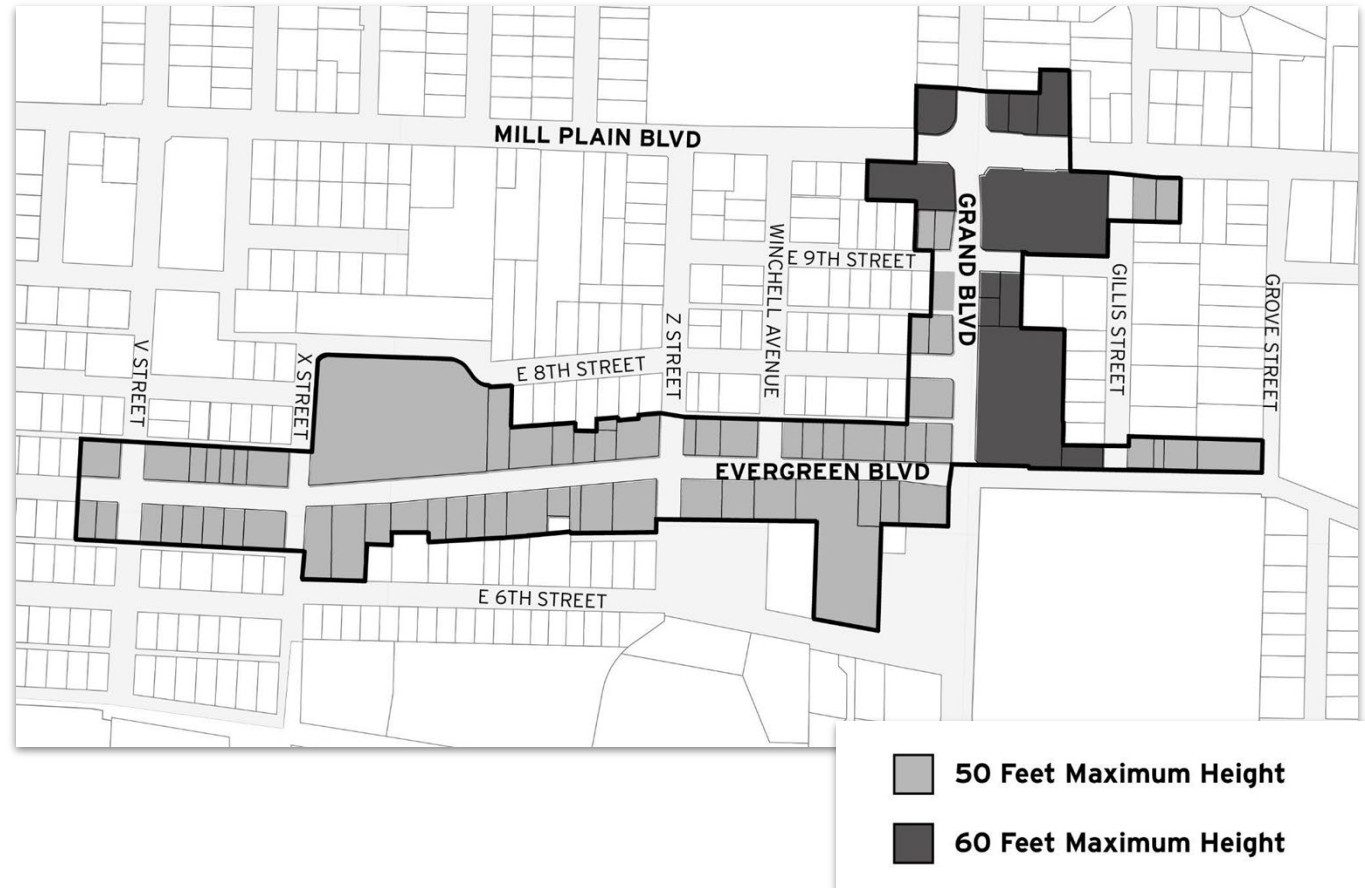 MILL PLAIN BLVD
GRAND BLVD
WINCHELL AVENUE
E 9TH STREET
GILLIS STREET
GROVE STREET
Z STREET
V STREET
X STREET
E 8TH STREET
EVERGREEN BLVD
E 6TH STREET
50 Feet Maximum Height
60 Feet Maximum Height